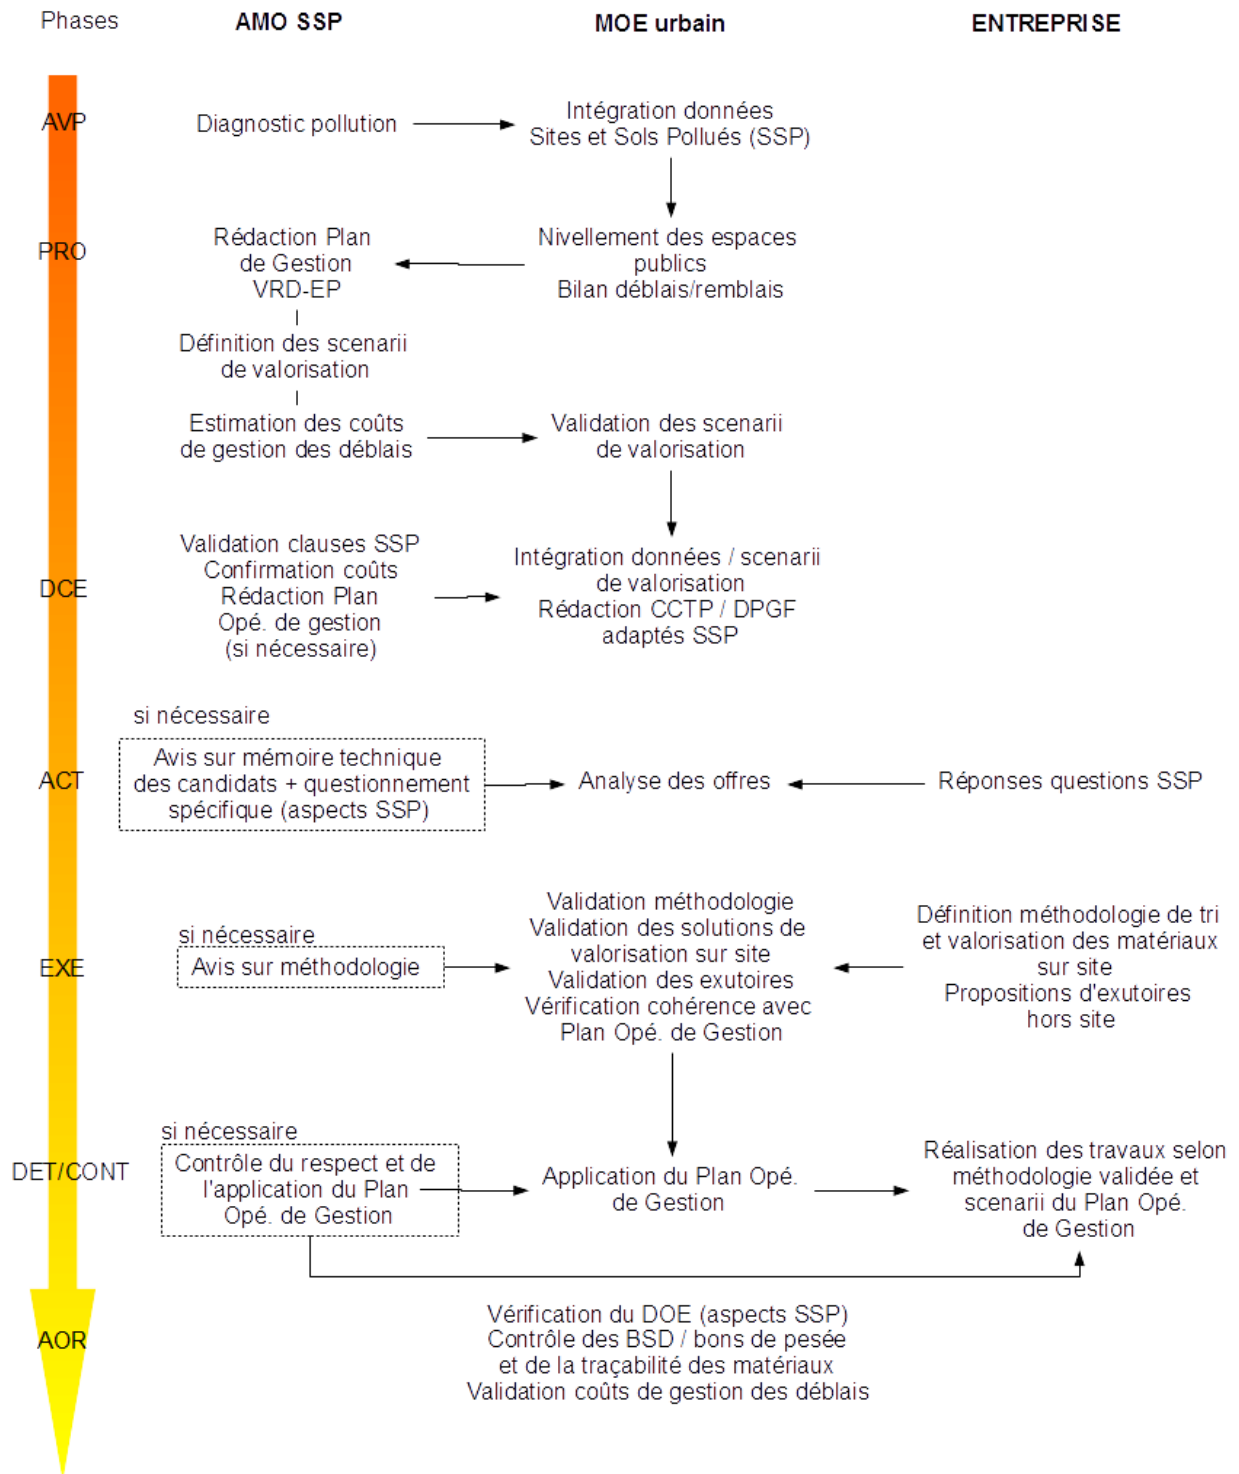 Phases
AMO SSP
MOE urbain
ENTREPRISE
AVP
Diagnostic pollution
Intégration données
Sites et Sols Pollués (SSP)
PRO
Rédaction Plan
de Gestion
VRD-EP
Nivellement des espaces
publics
Bilan déblais/remblais
Définition des scenarii
de valorisation
Estimation des coûts
de gestion des déblais
Validation des scenarii
de valorisation
DCE
Validation clauses SSP
Confirmation coûts
Rédaction Plan
Opé. de gestion
(si nécessaire)
Intégration données / scenarii
de valorisation
Rédaction CCTP / DPGF
adaptés SSP
ACT
si nécessaire
Avis sur mémoire technique
des candidats + questionnement
spécifique (aspects SSP)
Analyse des offres
Réponses questions SSP
EXE
si nécessaire
Avis sur méthodologie
Validation méthodologie
Validation des solutions de
valorisation sur site
Validation des exutoires
Vérification cohérence avec
Plan Opé. de Gestion
Définition méthodologie de tri
et valorisation des matériaux
sur site
Propositions d'exutoires
hors site
DET/CONT
si nécessaire
Contrôle du respect et de
l'application du Plan
Opé. de Gestion
Application du Plan Opé.
de Gestion
Réalisation des travaux selon
méthodologie validée et
scenarii du Plan Opé.
de Gestion
AOR
Vérification du DOE (aspects SSP)
Contrôle des BSD / bons de pesée
et de la traçabilité des matériaux
Validation coûts de gestion des déblais